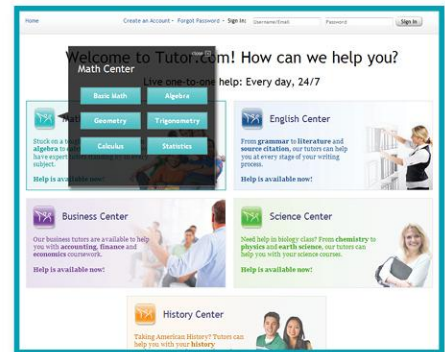 Home
Create an Account - Forgot Password - Sign In: Username/Email Password Sign In
Welcome to Tutor.com! How can we help you?
Live one-to-one help: Every day, 24/7
close
Math Center
Basic Math Algebra
Geometry Trigonometry
Calculus Statistics
Stuck on a
algebra to
have expert
subject.
Help is available now!
English Center
From grammar to literature and
source citation, our tutors can help
you at every stage of your writing
process.
Help is available now!
Business Center
Our business tutors are available to help
you with accounting, finance and
economics coursework.
Help is available now!
Science Center
Need help in biology class? From chemistry to
physics and earth science, our tutors can
help you with your science courses.
Help is available now!
History Center
Taking American History? Tutors can
help you with your history